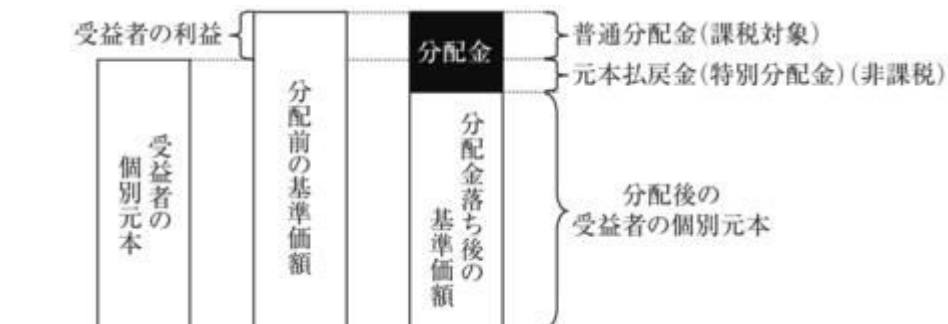 受益者の利益
分配金
普通分配金(課税対象)
元本払戻金(特別分配金)(非課税)
受益者の
個別元本
分配前の基準価額
分配金落ち後の
基準価額
分配後の
受益者の個別元本